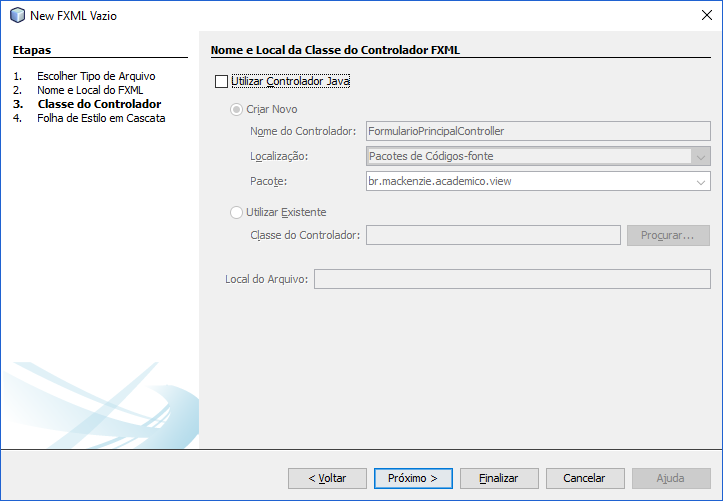 New FXML Vazio
Etapas
1. Escolher Tipo de Arquivo
2. Nome e Local do FXML
3. Classe do Controlador
4. Folha de Estilo em Cascata
Nome e Local da Classe do Controlador FXML
Utilizar Controlador Java
Criar Novo
Nome do Controlador: FormularioPrincipalController
Localização: Pacotes de Códigos-fonte
Pacote: br.mackenzie.academico.view
Utilizar Existente
Classe do Controlador: Procurar...
Local do Arquivo:
< Voltar Próximo > Finalizar Cancelar Ajuda